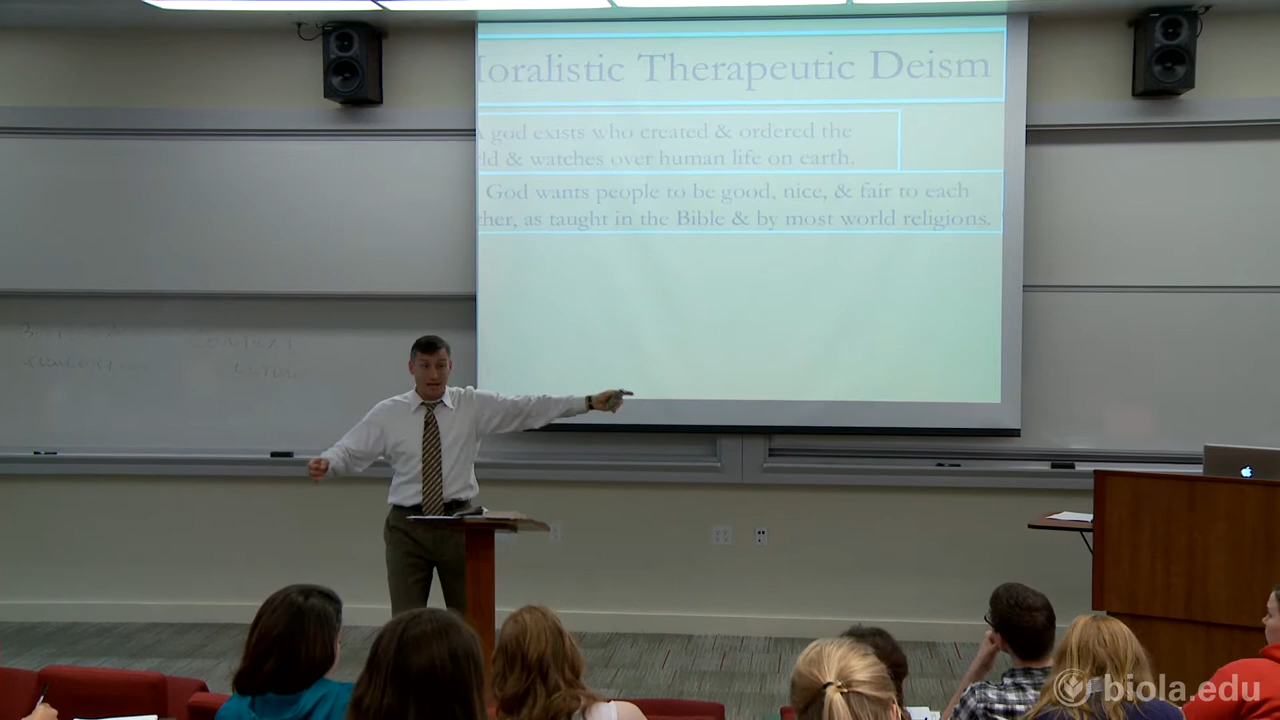 oralistic Therapeutic Deism
A god exists who created & ordered the
ld & watches over human life on earth.
God wants people to be good, nice, & fair to each
ther, as taught in the Bible & by most world religions.
biola.edu